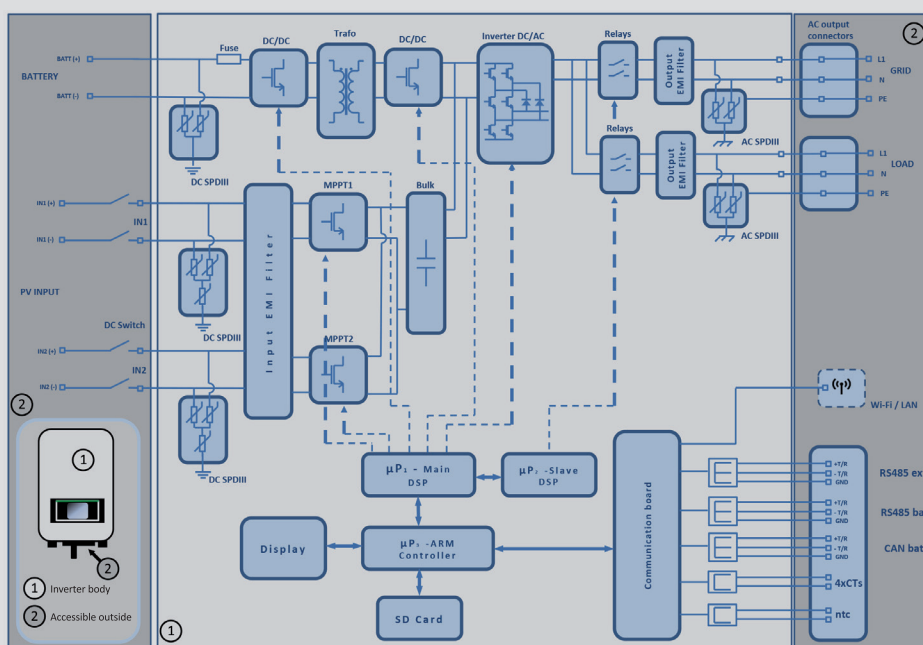 AC output
connectors
2
Fuse
DC/DC
Trafo
DC/DC
Inverter DC/AC
Relays
BATT (+)
BATTERY
BATT (-)
Output
EMI Filter
L1
GRID
N
PE
DC SPDIII
AC SPDIII
Relays
Output
EMI Filter
L1
LOAD
N
PE
AC SPDIII
MPPT1
Bulk
IN1 (+)
IN1
IN1 (-)
PV INPUT
Input EMI Filter
DC Switch
DC SPDIII
MPPT2
IN2 (+)
IN2
IN2 (-)
DC SPDIII
2
1
2
1 Inverter body
2 Accessible outside
1
µP₁ - Main
DSP
µP₂ -Slave
DSP
Display
µP₃ -ARM
Controller
SD Card
Communication board
Wi-Fi / LAN
+T/R
- T/R
GND
RS485 ex
+T/R
- T/R
GND
RS485 ba
+T/R
- T/R
GND
CAN bat
4xCTs
ntc